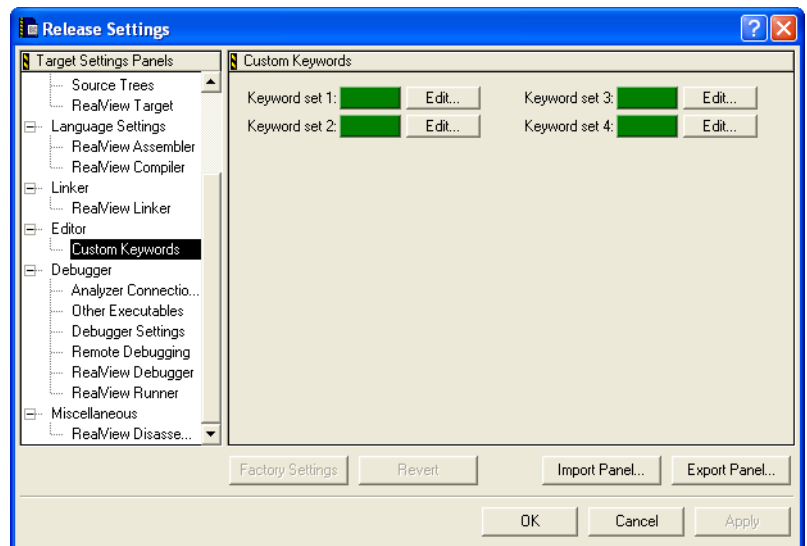 Release Settings
Target Settings Panels
Source Trees
RealView Target
Language Settings
RealView Assembler
RealView Compiler
Linker
RealView Linker
Editor
Custom Keywords
Debugger
Analyzer Connectio...
Other Executables
Debugger Settings
Remote Debugging
RealView Debugger
RealView Runner
Miscellaneous
RealView Disasse...
Custom Keywords
Keyword set 1: Edit... Keyword set 3: Edit...
Keyword set 2: Edit... Keyword set 4: Edit...
Factory Settings Revert Import Panel... Export Panel...
OK Cancel Apply